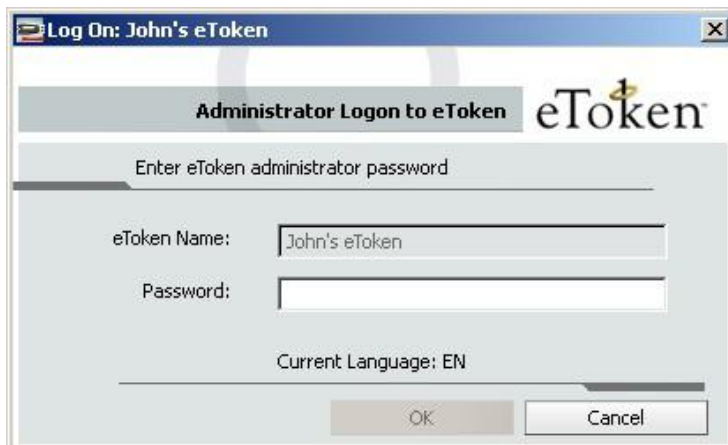 Log On: John's eToken
Administrator Logon to eToken
eToken
Enter eToken administrator password
eToken Name: John's eToken
Password:
Current Language: EN
OK Cancel